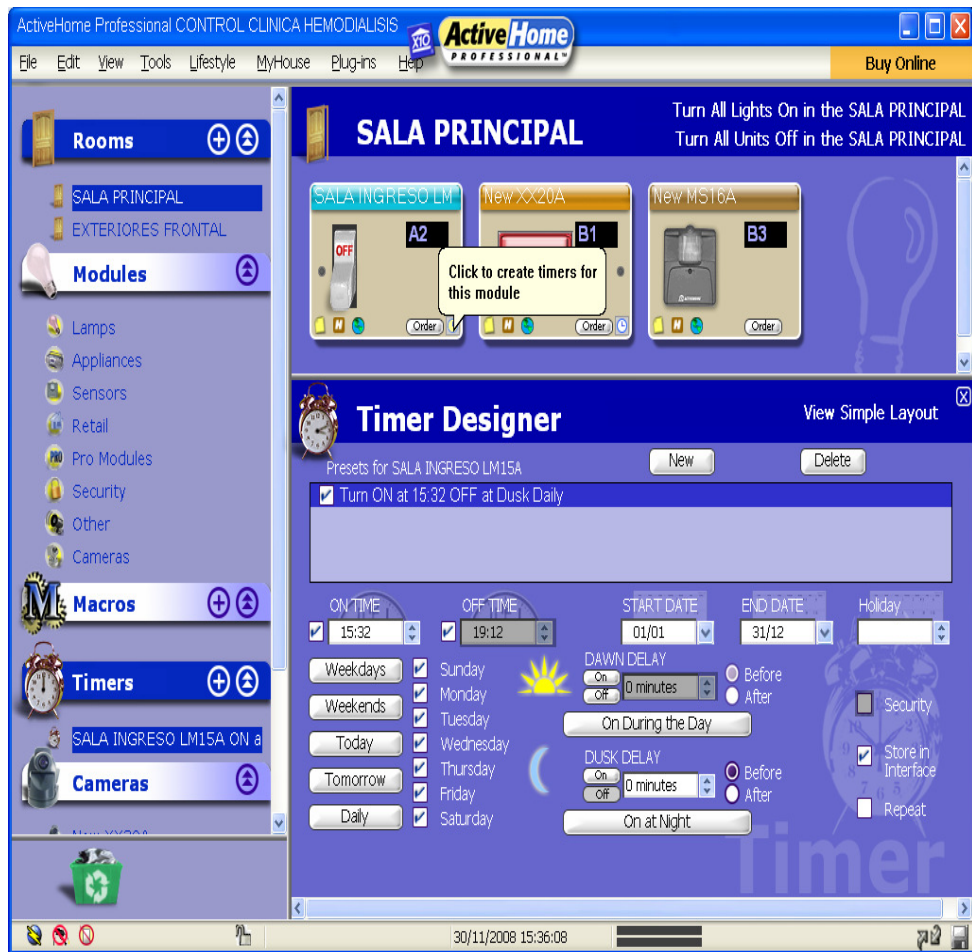 ActiveHome Professional CONTROL CLINICA HEMODIALISIS
X10 ActiveHome
PROFESSIONAL™
File Edit View Tools Lifestyle MyHouse Plug-ins Help
Buy Online
Rooms
SALA PRINCIPAL
EXTERIORES FRONTAL
Modules
Lamps
Appliances
Sensors
Retail
PRO Pro Modules
Security
Other
Cameras
M Macros
Timers
SALA INGRESO LM15A ON a
Cameras
New XX20A
SALA PRINCIPAL
Turn All Lights On in the SALA PRINCIPAL
Turn All Units Off in the SALA PRINCIPAL
SALA INGRESO LM
OFF
A2
Order
New XX20A
B1
Order
New MS16A
B3
Order
Click to create timers for
this module
Timer Designer
View Simple Layout
Presets for SALA INGRESO LM15A
New
Delete
Turn ON at 15:32 OFF at Dusk Daily
ON TIME OFF TIME START DATE END DATE Holiday
15:32 19:12 01/01 31/12
Weekdays
Weekends
Today
Tomorrow
Daily
Sunday
Monday
Tuesday
Wednesday
Thursday
Friday
Saturday
DAWN DELAY
On
Off
0 minutes
Before
After
On During the Day
DUSK DELAY
On
Off
0 minutes
Before
After
On at Night
Security
Store in
Interface
Repeat
Timer
30/11/2008 15:36:08